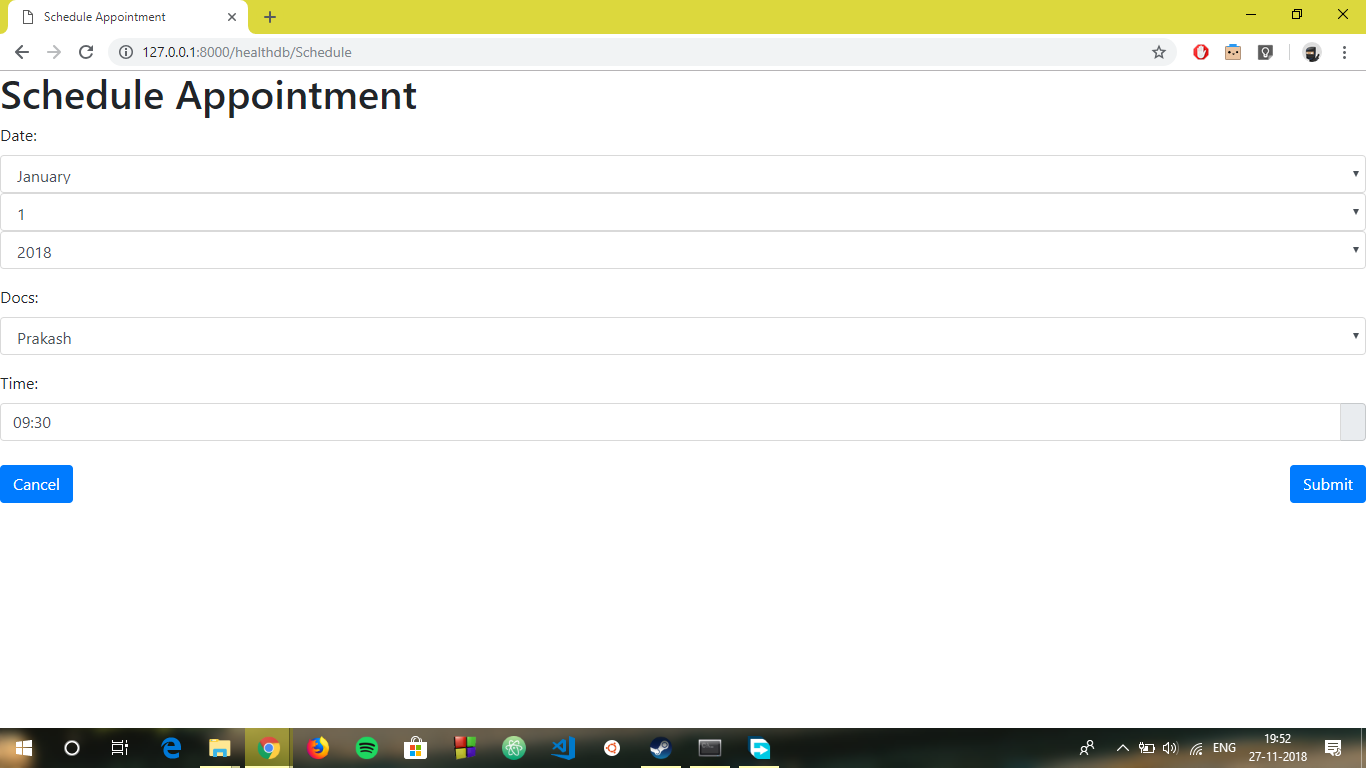 Schedule Appointment
127.0.0.1:8000/healthdb/Schedule
Schedule Appointment
Date:
January
1
2018
Docs:
Prakash
Time:
09:30
Cancel Submit
ENG 19:52
27-11-2018